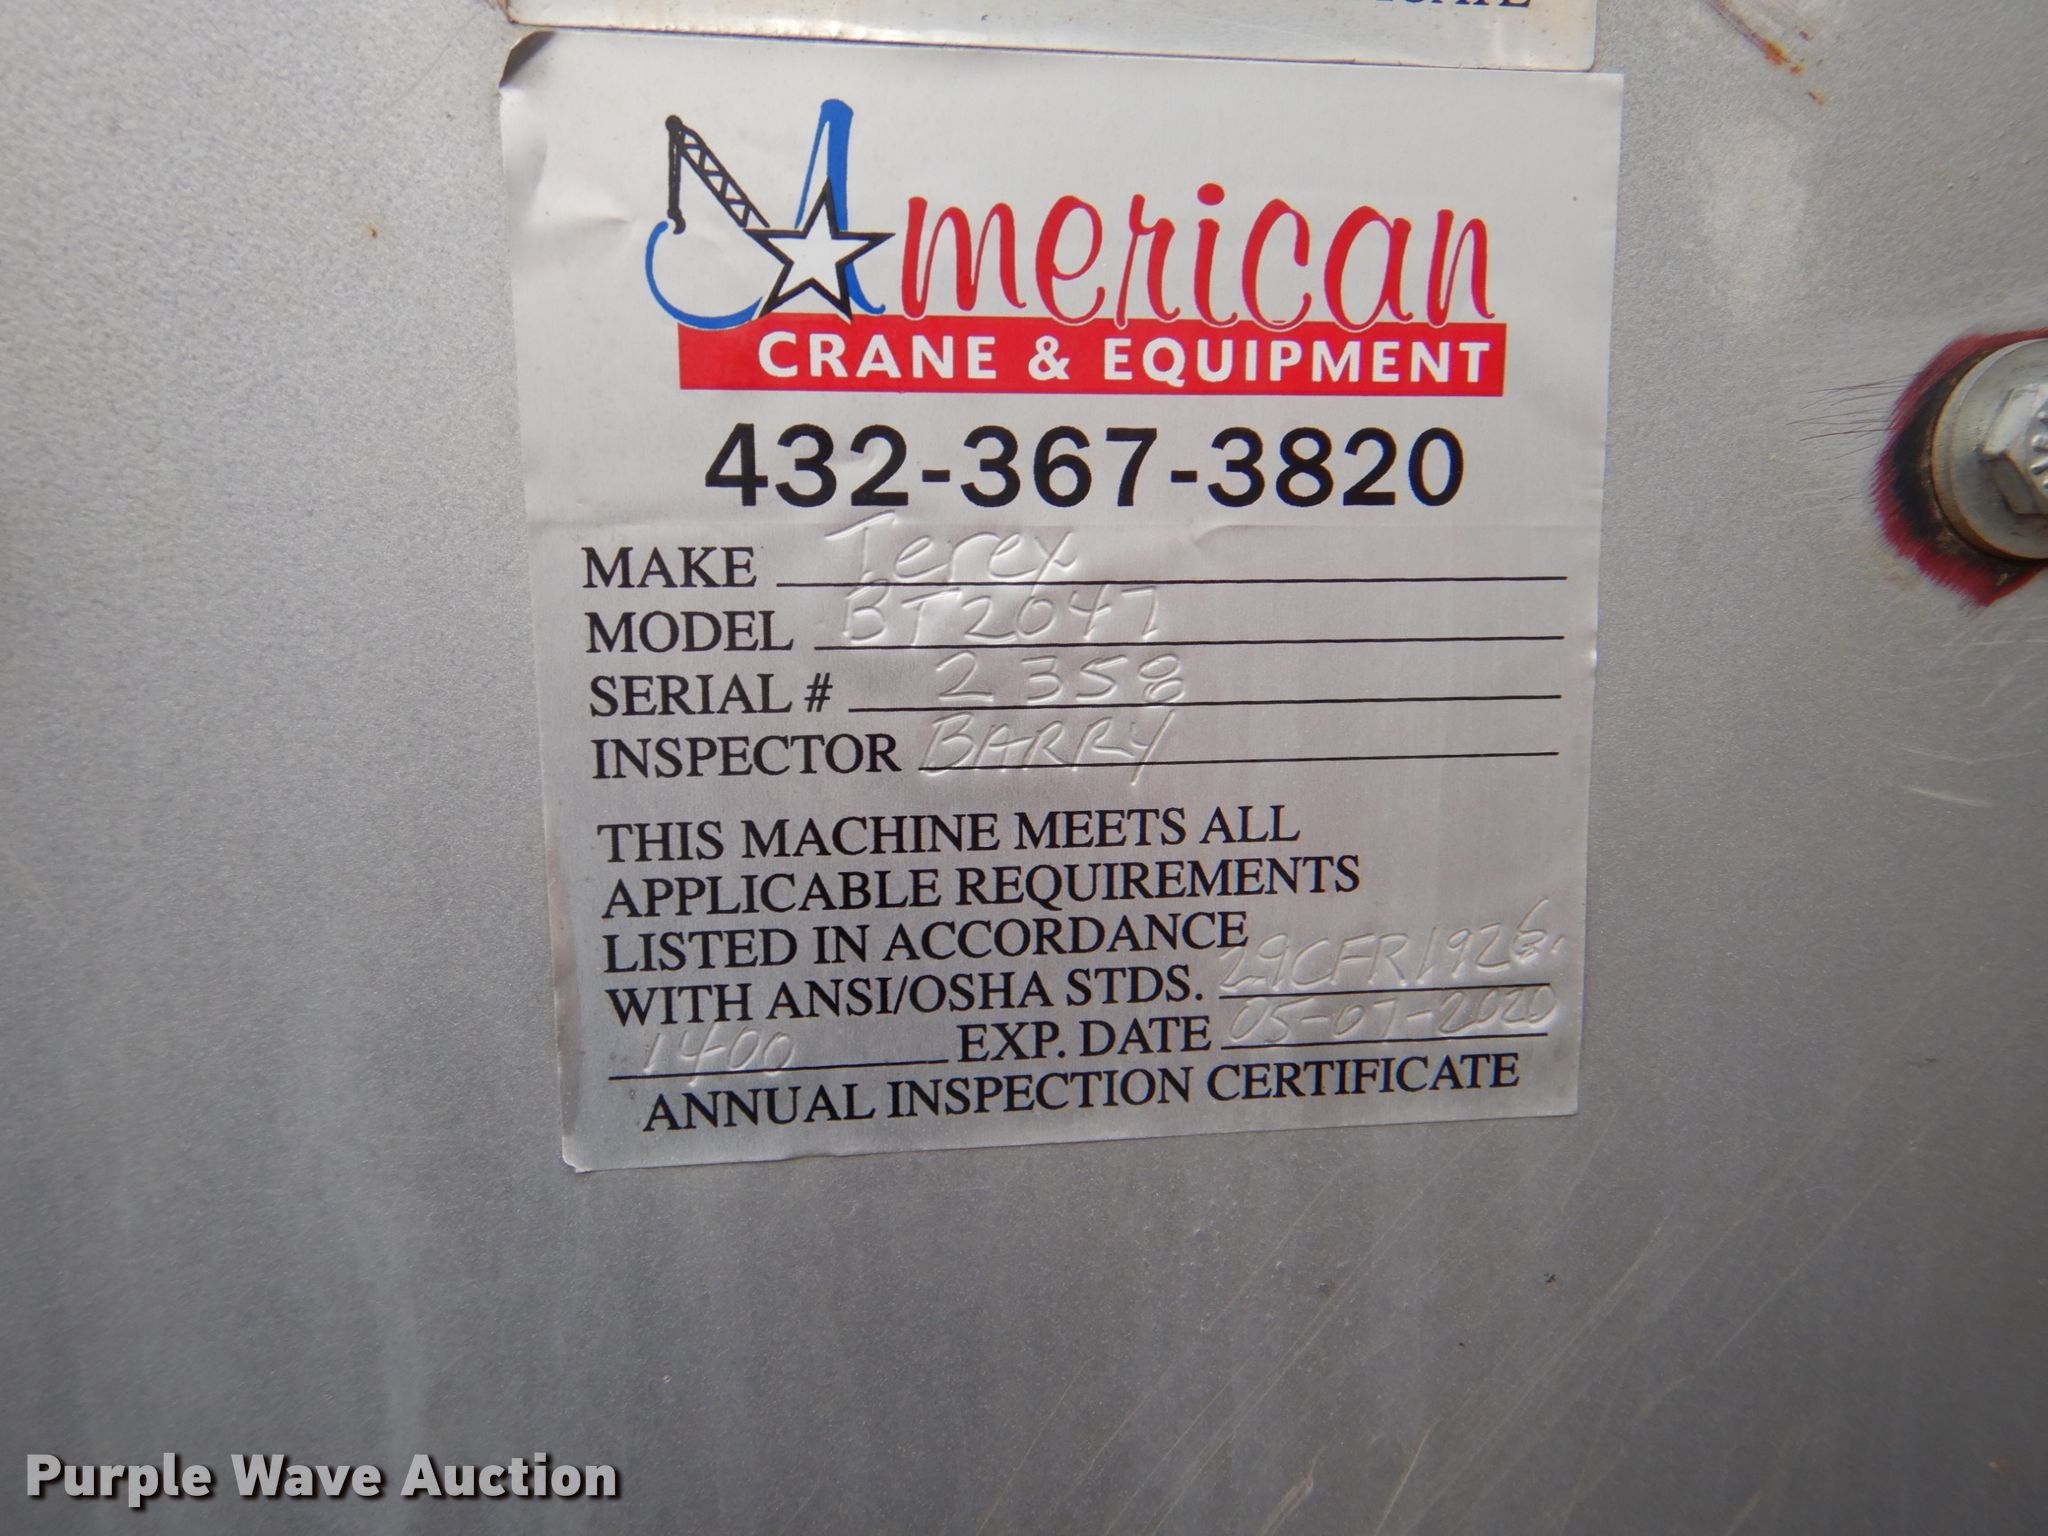 American
CRANE & EQUIPMENT
432-367-3820
MAKE Terex
MODEL BT2047
SERIAL # 2358
INSPECTOR BARRY
THIS MACHINE MEETS ALL
APPLICABLE REQUIREMENTS
LISTED IN ACCORDANCE
WITH ANSI/OSHA STDS. 29CFR1926.
1400 EXP. DATE 05-07-2020
ANNUAL INSPECTION CERTIFICATE
Purple Wave Auction